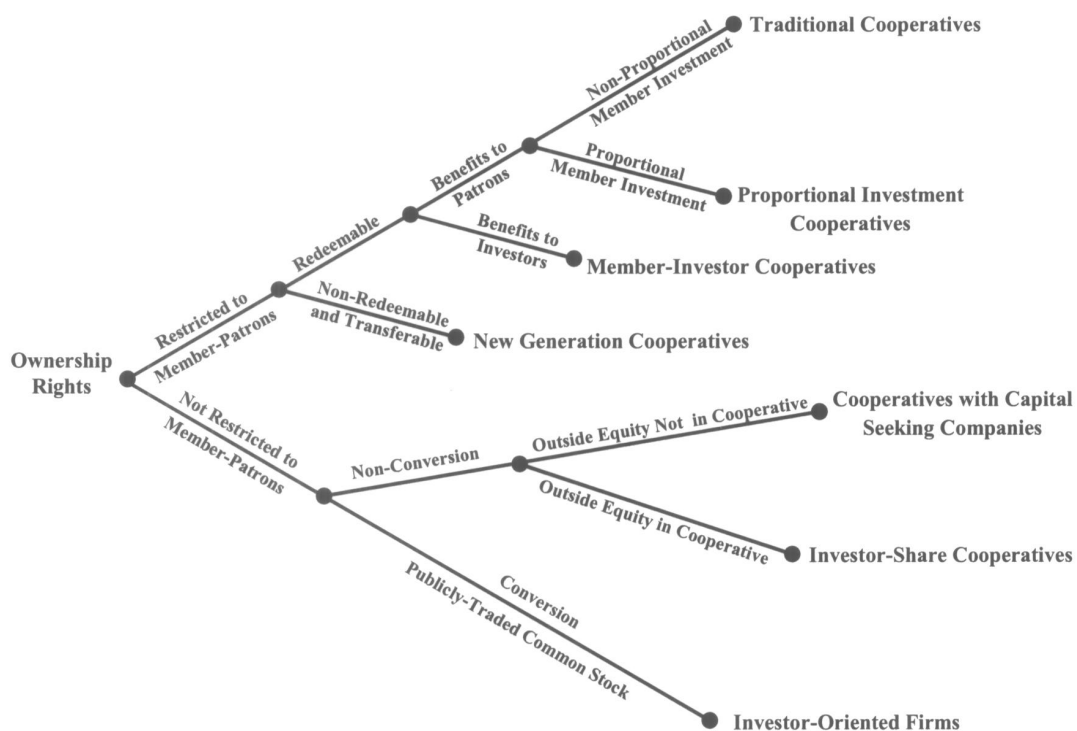 Traditional Cooperatives
Non-Proportional
Member Investment
Benefits to
Patrons
Proportional
Member Investment
Proportional Investment
Cooperatives
Redeemable
Benefits to
Investors
Member-Investor Cooperatives
Restricted to
Member-Patrons
Non-Redeemable
and Transferable
New Generation Cooperatives
Ownership
Rights
Not Restricted to
Member-Patrons
Non-Conversion
Outside Equity Not in Cooperative
Cooperatives with Capital
Seeking Companies
Outside Equity in Cooperative
Investor-Share Cooperatives
Conversion
Publicly-Traded Common Stock
Investor-Oriented Firms